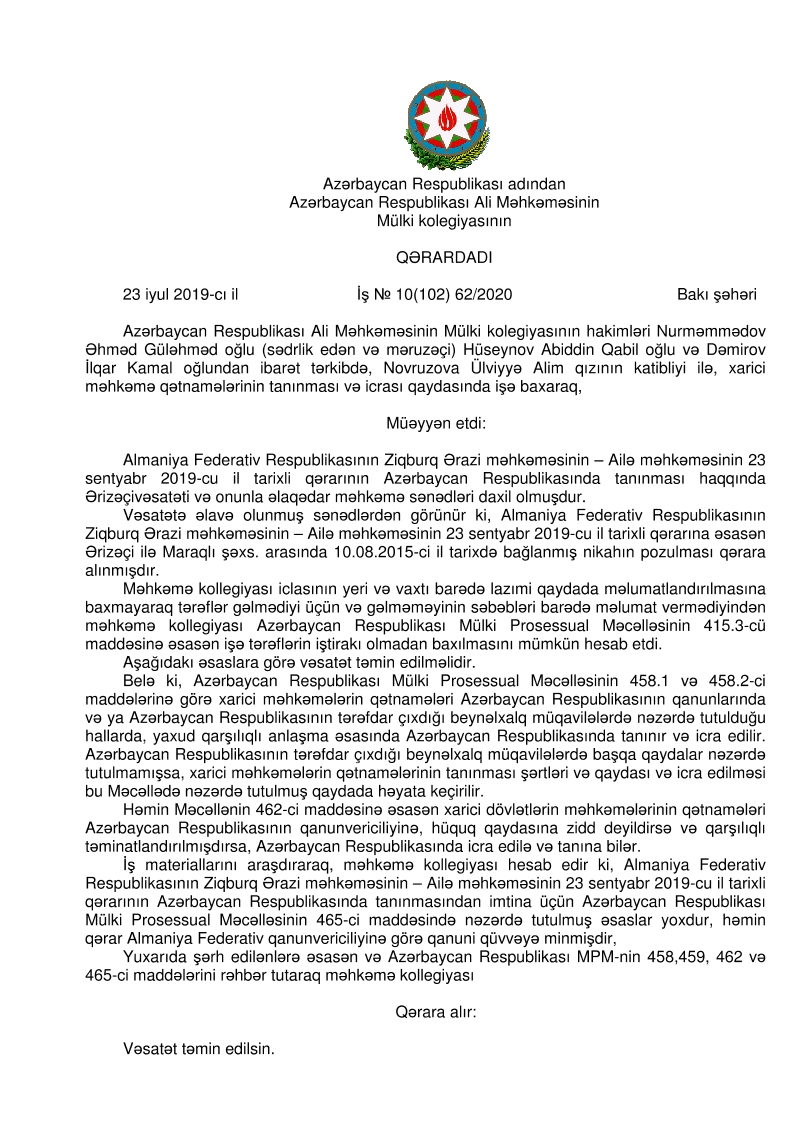 Azərbaycan Respublikası adından
Azərbaycan Respublikası Ali Məhkəməsinin
Mülki kolegiyasının
QƏRARDADI
23 iyul 2019-cı il İş № 10(102) 62/2020 Bakı şəhəri
Azərbaycan Respublikası Ali Məhkəməsinin Mülki kolegiyasının hakimləri Nurməmmədov
Əhməd Güləhməd oğlu (sədrlik edən və məruzəçi) Hüseynov Abiddin Qabil oğlu və Dəmirov
İlqar Kamal oğlundan ibarət tərkibdə, Novruzova Ülviyyə Alim qızının katibliyi ilə, xarici
məhkəmə qətnamələrinin tanınması və icrası qaydasında işə baxaraq,
Müəyyən etdi:
Almaniya Federativ Respublikasının Ziqburq Ərazi məhkəməsinin – Ailə məhkəməsinin 23
sentyabr 2019-cu il tarixli qərarının Azərbaycan Respublikasında tanınması haqqında
Ərizəçivəsatəti və onunla əlaqədar məhkəmə sənədləri daxil olmuşdur.
Vəsatətə əlavə olunmuş sənədlərdən görünür ki, Almaniya Federativ Respublikasının
Ziqburq Ərazi məhkəməsinin – Ailə məhkəməsinin 23 sentyabr 2019-cu il tarixli qərarına əsasən
Ərizəçi ilə Maraqlı şəxs. arasında 10.08.2015-ci il tarixdə bağlanmış nikahın pozulması qərara
alınmışdır.
Məhkəmə kollegiyası iclasının yeri və vaxtı barədə lazımi qaydada məlumatlandırılmasına
baxmayaraq tərəflər gəlmədiyi üçün və gəlməməyinin səbəbləri barədə məlumat vermədiyindən
məhkəmə kollegiyası Azərbaycan Respublikası Mülki Prosessual Məcəlləsinin 415.3-cü
maddəsinə əsasən işə tərəflərin iştirakı olmadan baxılmasını mümkün hesab etdi.
Aşağıdakı əsaslara görə vəsatət təmin edilməlidir.
Belə ki, Azərbaycan Respublikası Mülki Prosessual Məcəlləsinin 458.1 və 458.2-ci
maddələrinə görə xarici məhkəmələrin qətnamələri Azərbaycan Respublikasının qanunlarında
və ya Azərbaycan Respublikasının tərəfdar çıxdığı beynəlxalq müqavilələrdə nəzərdə tutulduğu
hallarda, yaxud qarşılıqlı anlaşma əsasında Azərbaycan Respublikasında tanınır və icra edilir.
Azərbaycan Respublikasının tərəfdar çıxdığı beynəlxalq müqavilələrdə başqa qaydalar nəzərdə
tutulmamışsa, xarici məhkəmələrin qətnamələrinin tanınması şərtləri və qaydası və icra edilməsi
bu Məcəllədə nəzərdə tutulmuş qaydada həyata keçirilir.
Həmin Məcəllənin 462-ci maddəsinə əsasən xarici dövlətlərin məhkəmələrinin qətnamələri
Azərbaycan Respublikasının qanunvericiliyinə, hüquq qaydasına zidd deyildirsə və qarşılıqlı
təminatlandırılmışdırsa, Azərbaycan Respublikasında icra edilə və tanına bilər.
İş materiallarını araşdıraraq, məhkəmə kollegiyası hesab edir ki, Almaniya Federativ
Respublikasının Ziqburq Ərazi məhkəməsinin – Ailə məhkəməsinin 23 sentyabr 2019-cu il tarixli
qərarının Azərbaycan Respublikasında tanınmasından imtina üçün Azərbaycan Respublikası
Mülki Prosessual Məcəlləsinin 465-ci maddəsində nəzərdə tutulmuş əsaslar yoxdur, həmin
qərar Almaniya Federativ qanunvericiliyinə görə qanuni qüvvəyə minmişdir,
Yuxarıda şərh edilənlərə əsasən və Azərbaycan Respublikası MPM-nin 458,459, 462 və
465-ci maddələrini rəhbər tutaraq məhkəmə kollegiyası
Qərara alır:
Vəsatət təmin edilsin.